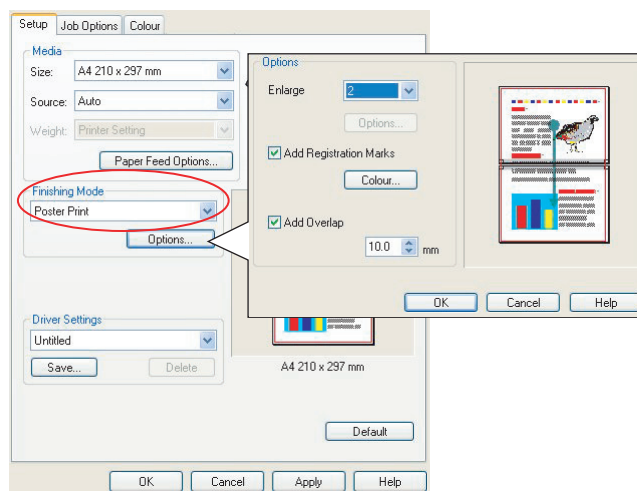 Setup
Job Options
Colour
Media
Size: A4 210 x 297 mm
Source: Auto
Weight: Printer Setting
Paper Feed Options...
Finishing Mode
Poster Print
Options...
Driver Settings
Untitled
Save...
Delete
A4 210 x 297 mm
Default
OK
Cancel
Apply
Help
Options
Enlarge 2
Options...
Add Registration Marks
Colour...
Add Overlap
10.0 mm
OK
Cancel
Help